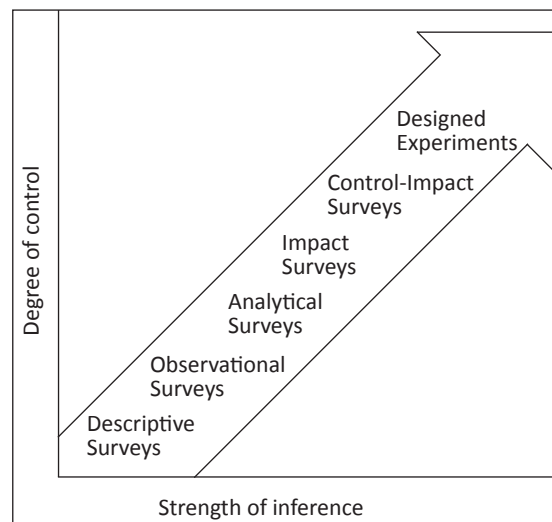 Designed
Experiments
Control-Impact
Surveys
Impact
Surveys
Analytical
Surveys
Observational
Surveys
Descriptive
Surveys
Degree of control
Strength of inference